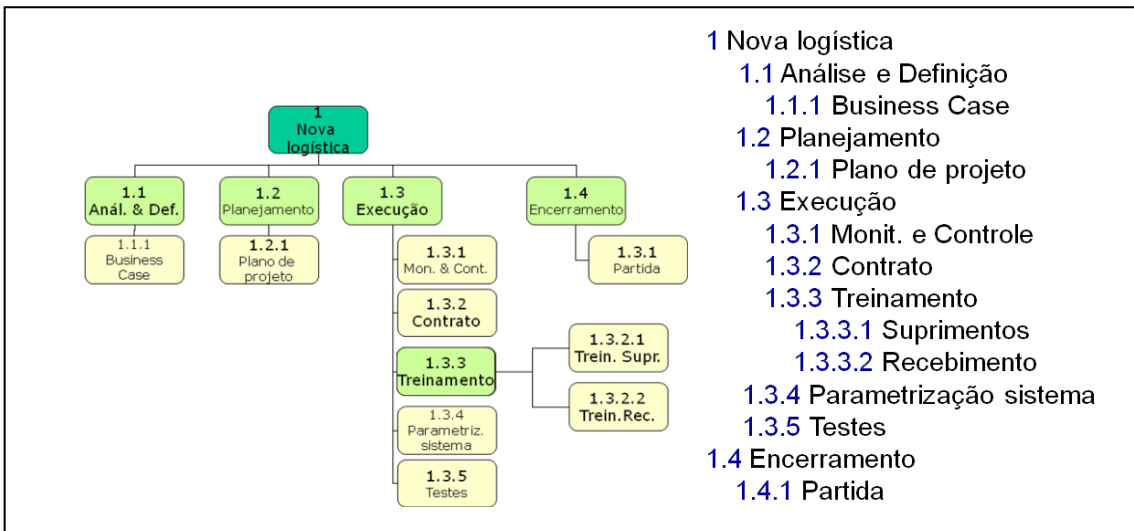 1
Nova
logística
1.1
Anál. & Def.
1.2
Planejamento
1.3
Execução
1.4
Encerramento
1.1.1
Business
Case
1.2.1
Plano de
projeto
1.3.1
Mon. & Cont.
1.3.1
Partida
1.3.2
Contrato
1.3.3
Treinamento
1.3.2.1
Trein. Supr.
1.3.2.2
Trein.Rec.
1.3.4
Parametriz.
sistema
1.3.5
Testes
1 Nova logística
1.1 Análise e Definição
1.1.1 Business Case
1.2 Planejamento
1.2.1 Plano de projeto
1.3 Execução
1.3.1 Monit. e Controle
1.3.2 Contrato
1.3.3 Treinamento
1.3.3.1 Suprimentos
1.3.3.2 Recebimento
1.3.4 Parametrização sistema
1.3.5 Testes
1.4 Encerramento
1.4.1 Partida